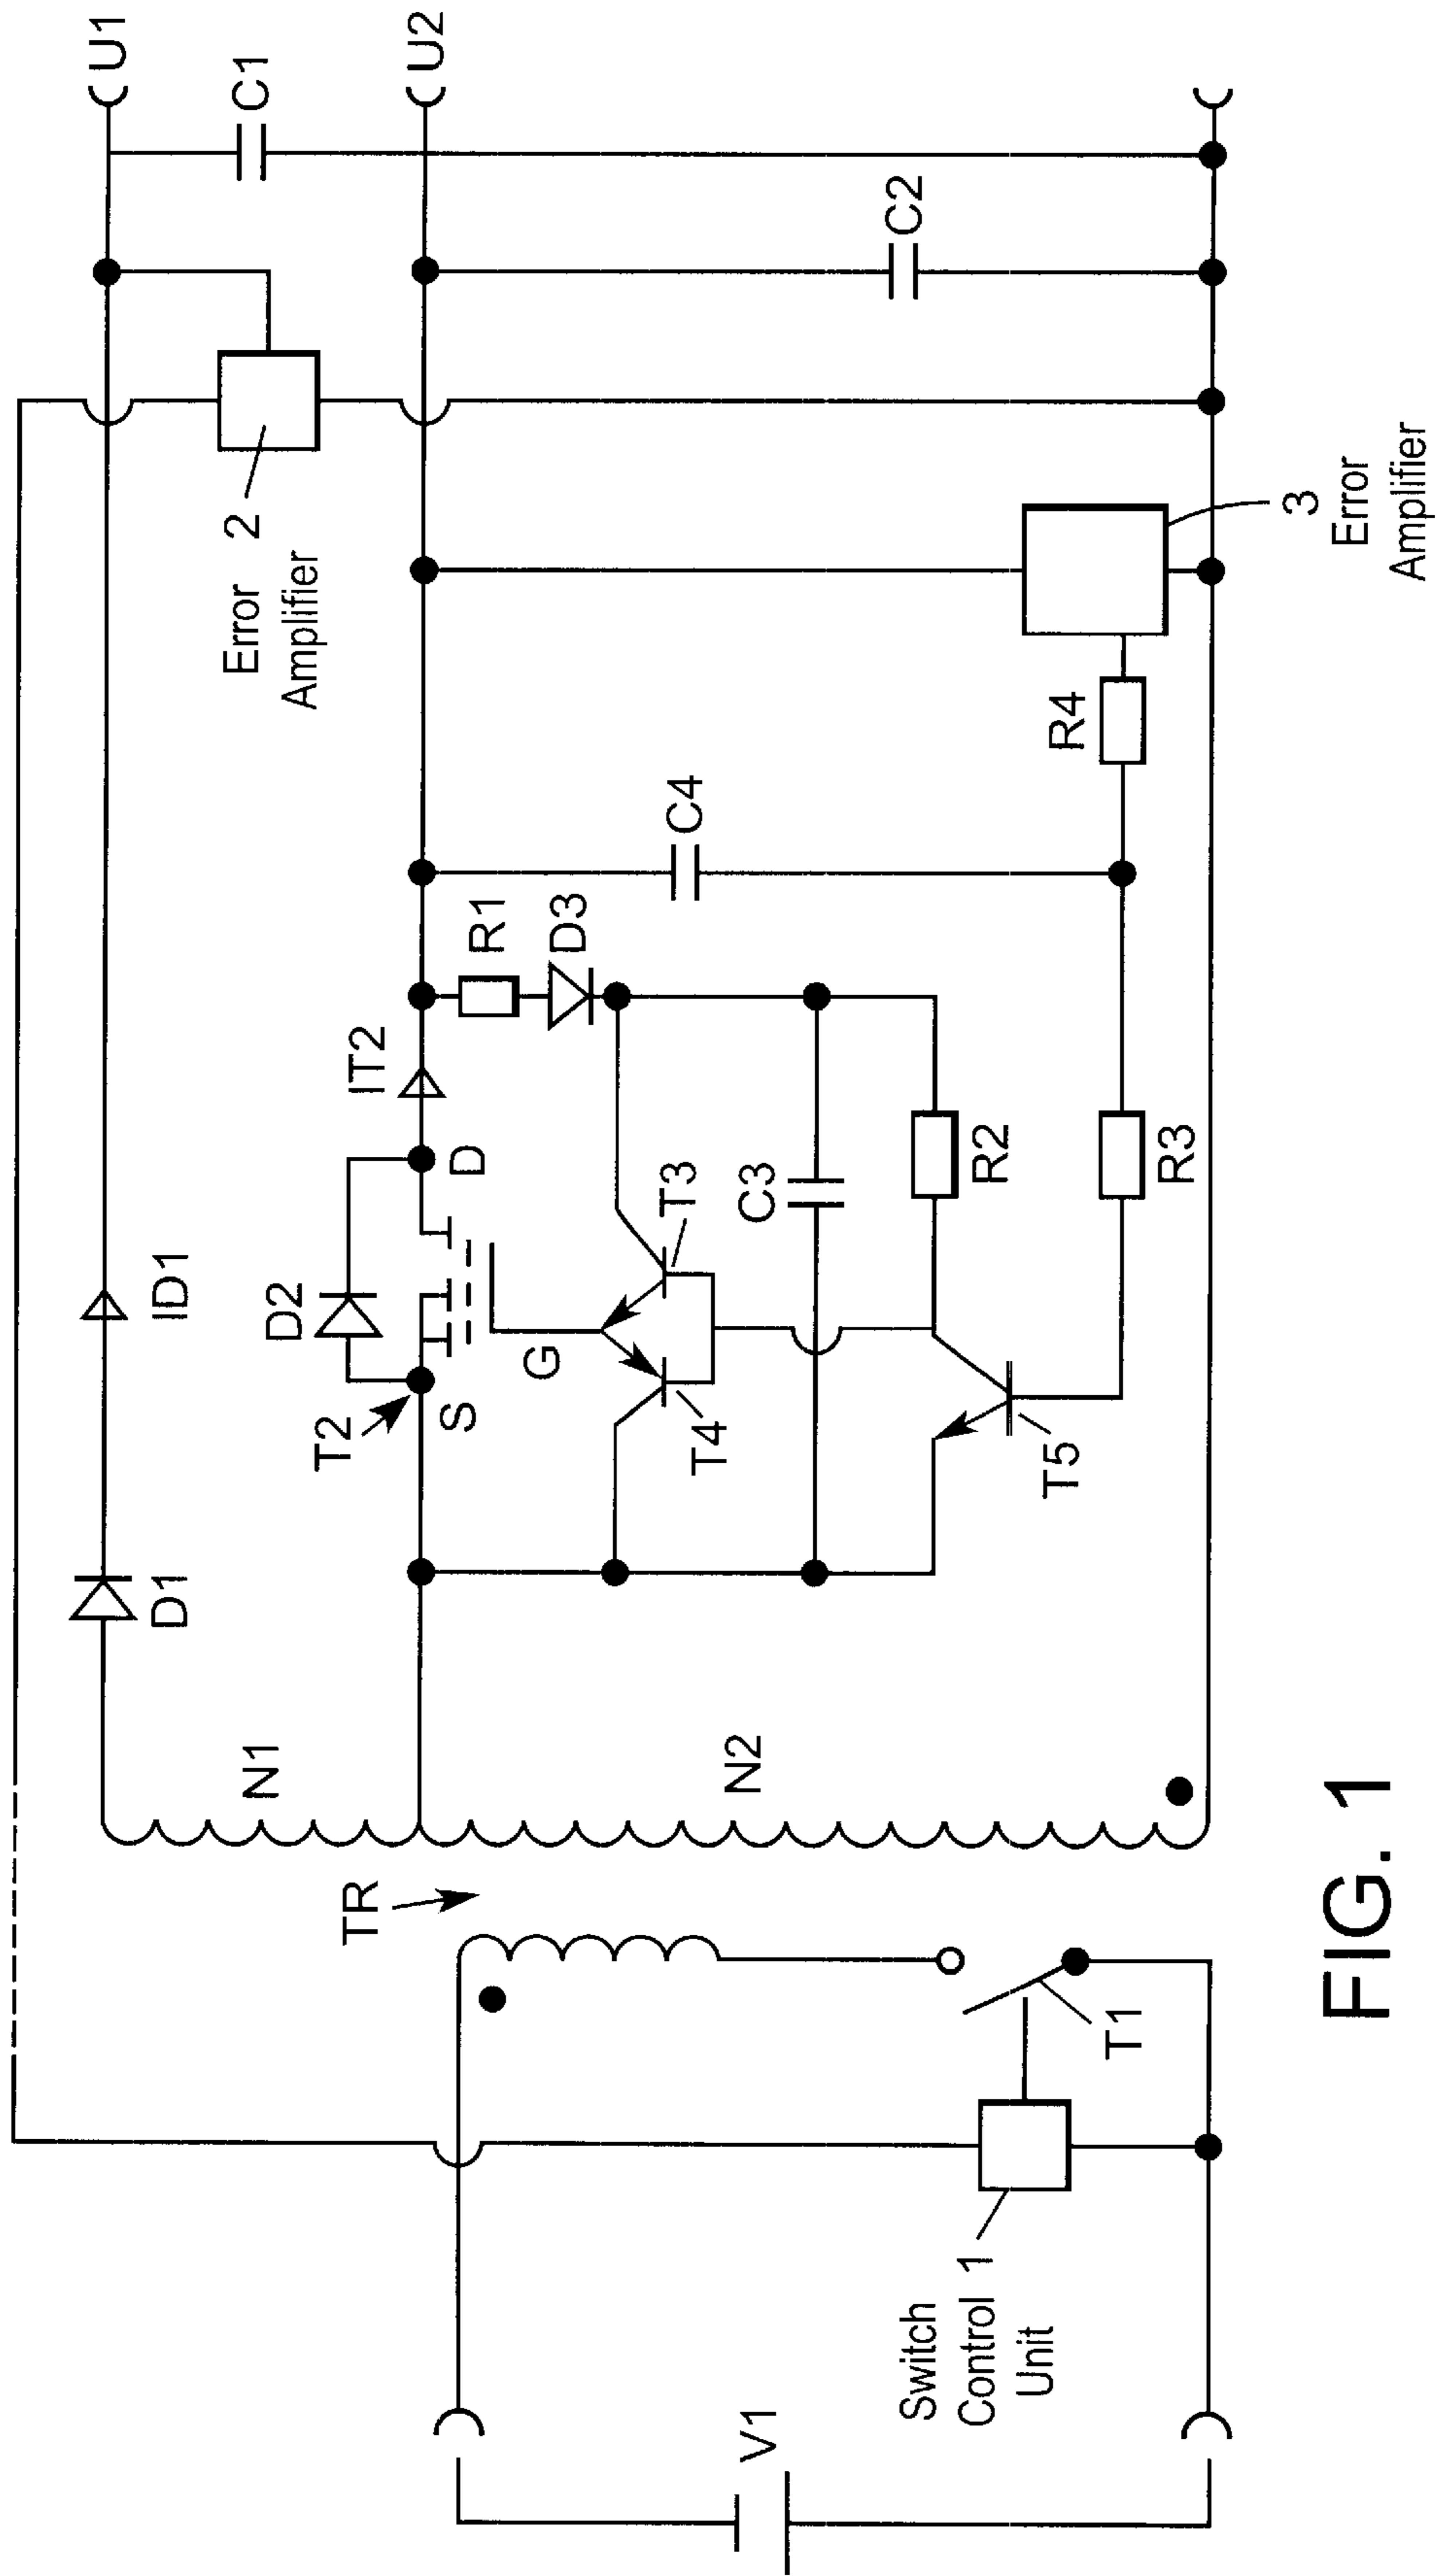 U1
C1
U2
C2
Error 2
Amplifier
3
Error
Amplifier
R4
C4
R1
D3
IT2
ID1
D2
D
T2
S
G
T3
T4
C3
R2
R3
T5
D1
N1
N2
TR
T1
Switch
Control 1
Unit
V1
FIG. 1